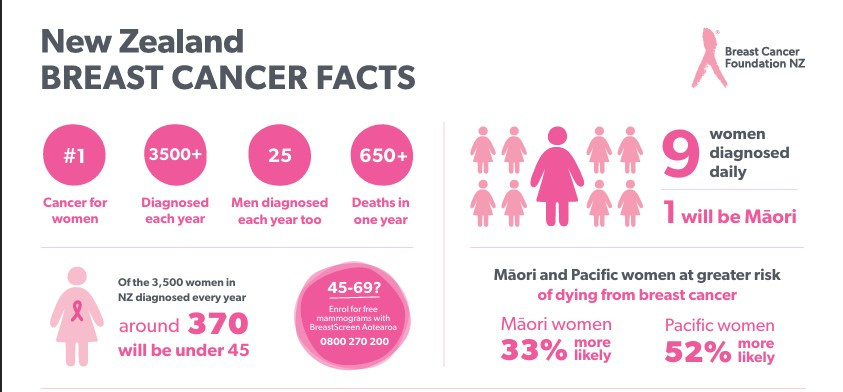 New Zealand
BREAST CANCER FACTS
Breast Cancer
Foundation NZ
#1
Cancer for
women
3500+
Diagnosed
each year
25
Men diagnosed
each year too
650+
Deaths in
one year
9
women
diagnosed
daily
1 will be Māori
Of the 3,500 women in
NZ diagnosed every year
around 370
will be under 45
45-69?
Enrol for free
mammograms with
BreastScreen Aotearoa
0800 270 200
Māori and Pacific women at greater risk
of dying from breast cancer
Māori women
33% more
likely
Pacific women
52% more
likely